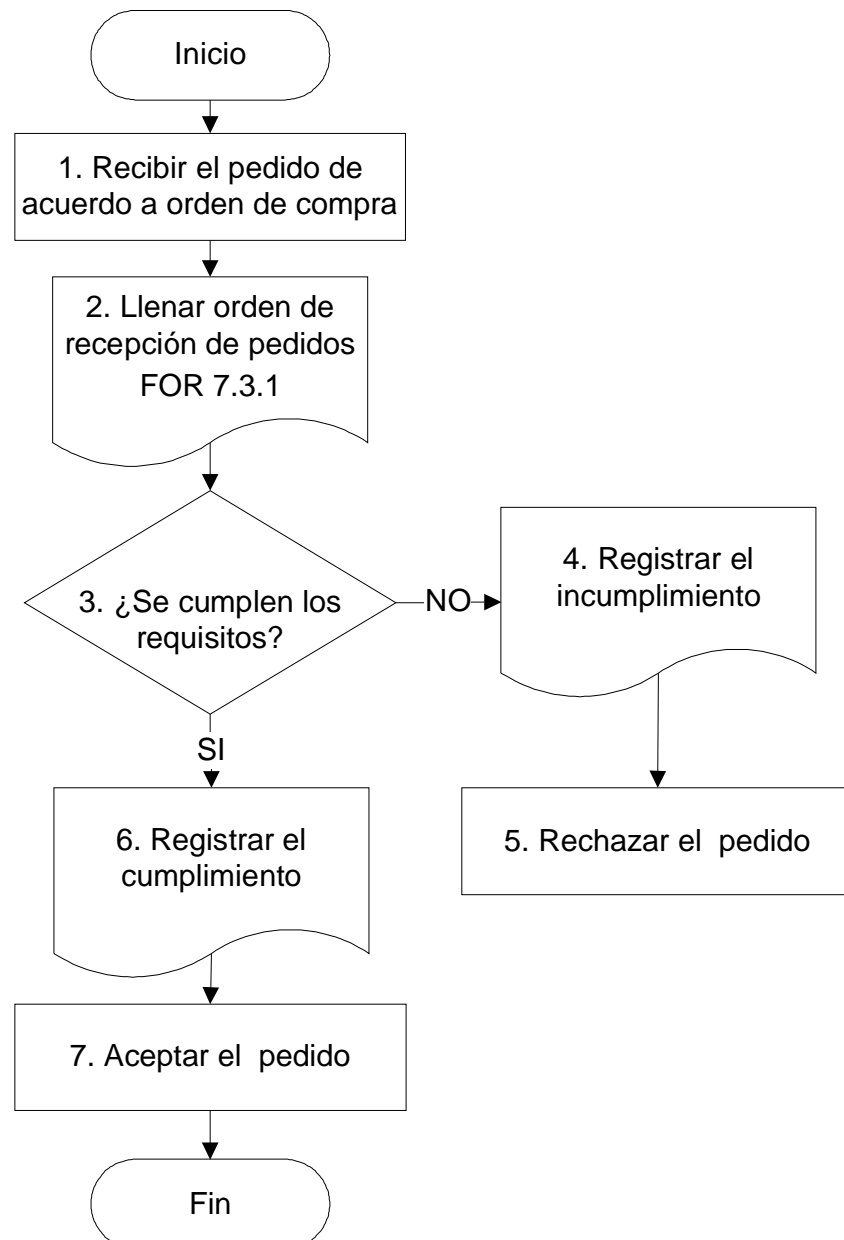 Inicio
1. Recibir el pedido de
acuerdo a orden de compra
2. Llenar orden de
recepción de pedidos
FOR 7.3.1
3. ¿Se cumplen los
requisitos?
NO
4. Registrar el
incumplimiento
5. Rechazar el  pedido
SI
6. Registrar el
cumplimiento
7. Aceptar el  pedido
Fin